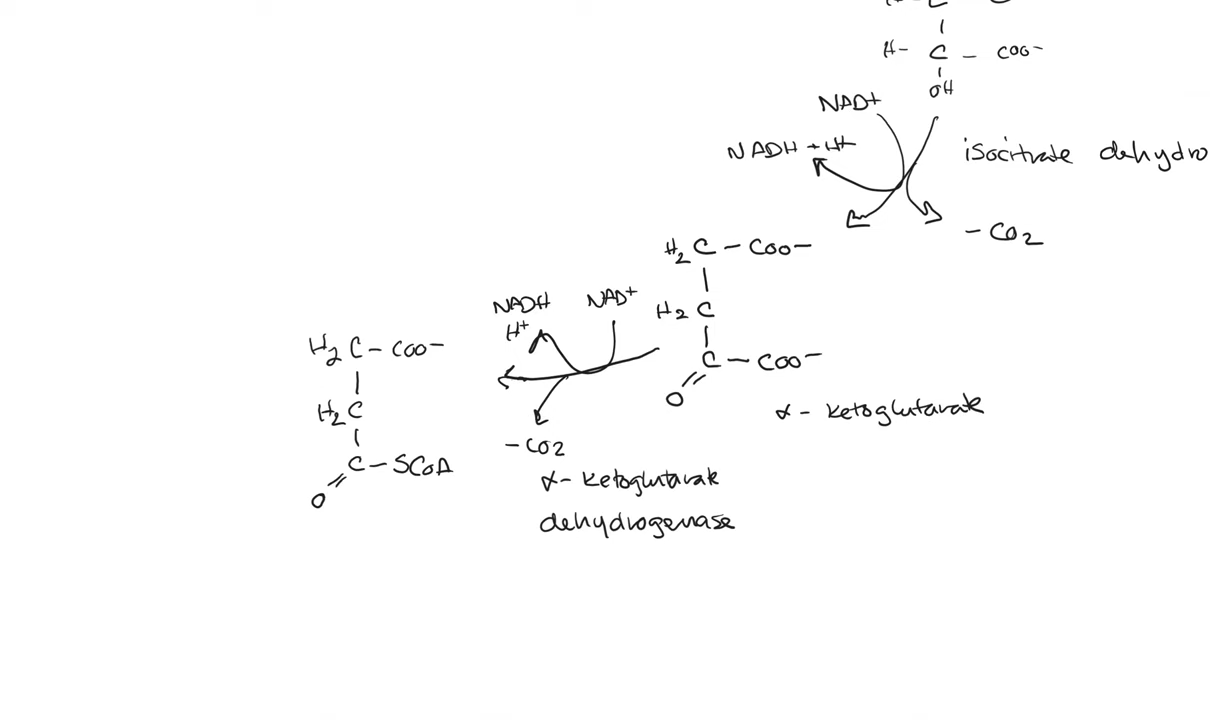 H - C - COO-
OH
NAD+
NADH + H+
isocitrate dehydro
- CO2
H2C - COO-
H2C
C - COO-
O
α- ketoglutarate
NADH
H+
NAD+
- CO2
α- ketoglutarate
dehydrogenase
H2C - COO-
H2C
C - SCoA
O